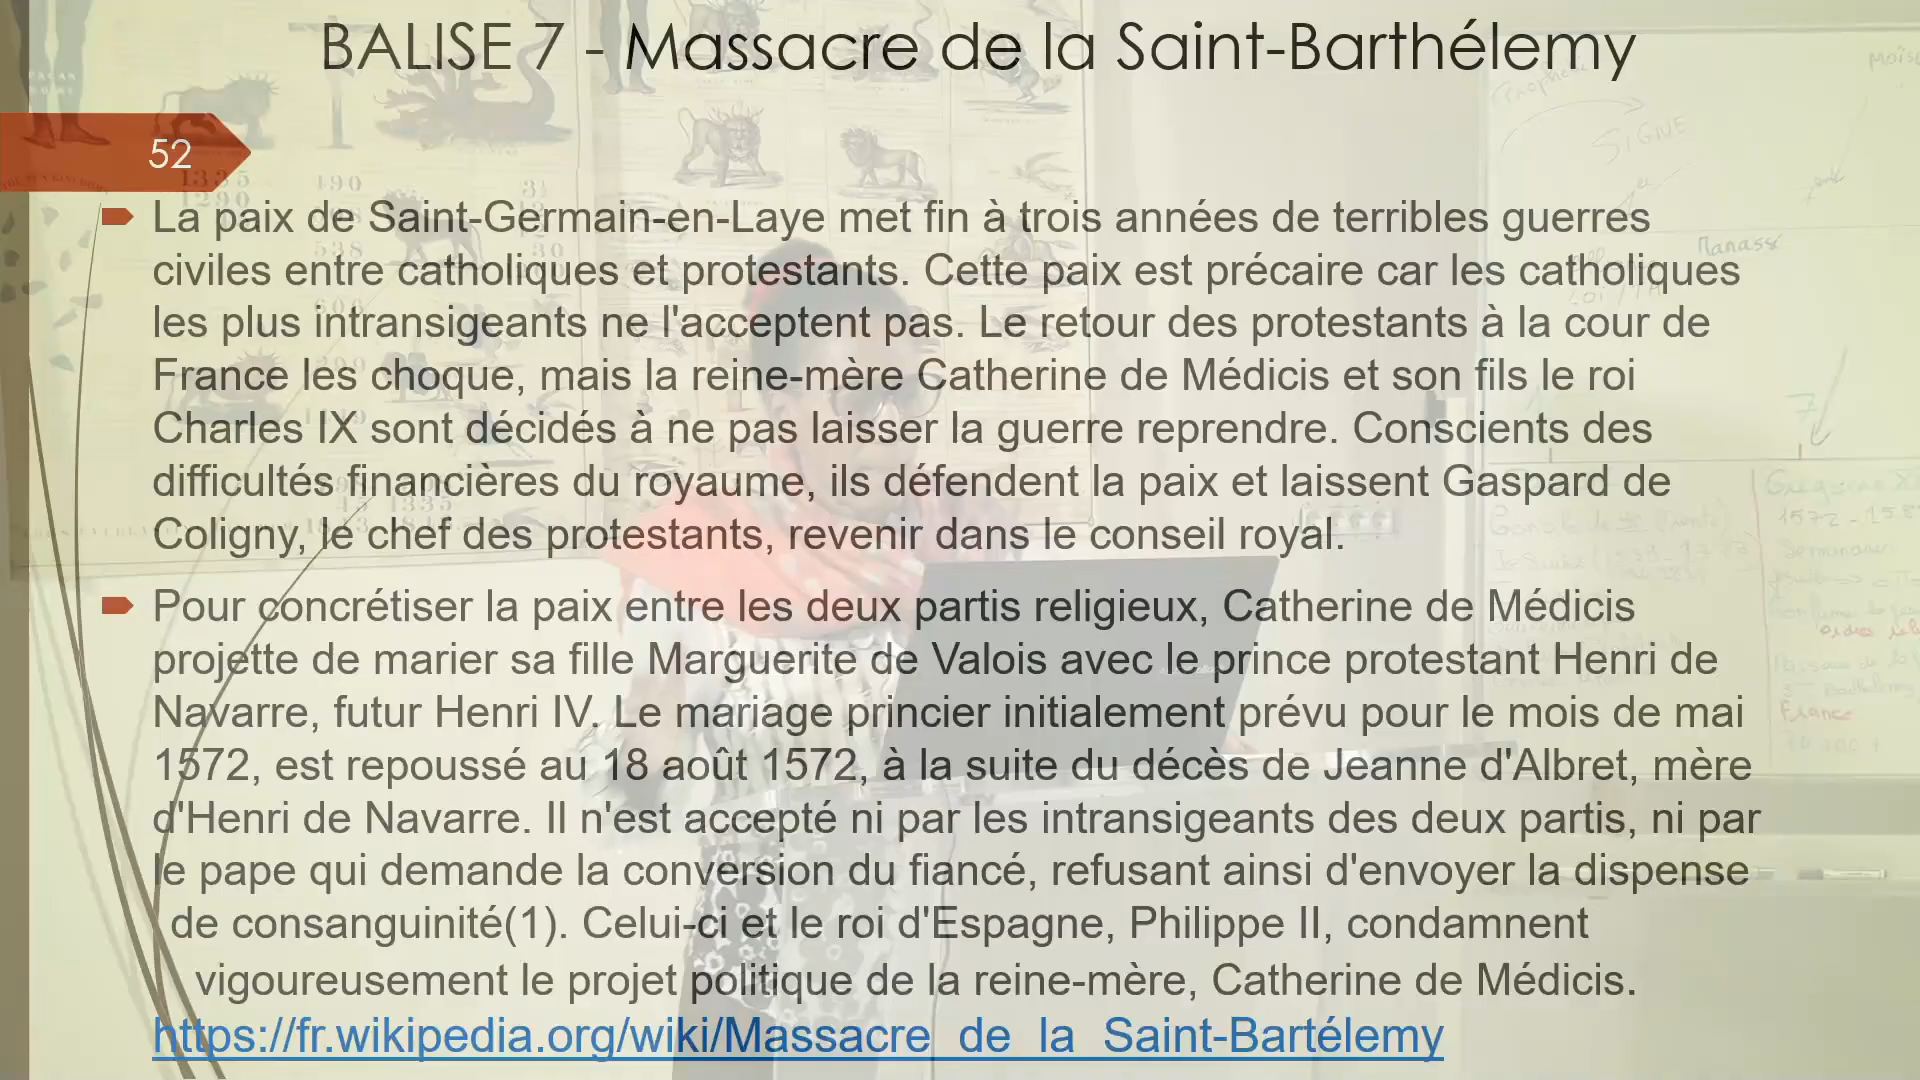 BALISE 7 - Massacre de la Saint-Barthélemy
52
La paix de Saint-Germain-en-Laye met fin à trois années de terribles guerres
civiles entre catholiques et protestants. Cette paix est précaire car les catholiques
les plus intransigeants ne l'acceptent pas. Le retour des protestants à la cour de
France les choque, mais la reine-mère Catherine de Médicis et son fils le roi
Charles IX sont décidés à ne pas laisser la guerre reprendre. Conscients des
difficultés financières du royaume, ils défendent la paix et laissent Gaspard de
Coligny, le chef des protestants, revenir dans le conseil royal.
Pour concrétiser la paix entre les deux partis religieux, Catherine de Médicis
projette de marier sa fille Marguerite de Valois avec le prince protestant Henri de
Navarre, futur Henri IV. Le mariage princier initialement prévu pour le mois de mai
1572, est repoussé au 18 août 1572, à la suite du décès de Jeanne d'Albret, mère
d'Henri de Navarre. Il n'est accepté ni par les intransigeants des deux partis, ni par
le pape qui demande la conversion du fiancé, refusant ainsi d'envoyer la dispense
de consanguinité(1). Celui-ci et le roi d'Espagne, Philippe II, condamnent
vigoureusement le projet politique de la reine-mère, Catherine de Médicis.
https://fr.wikipedia.org/wiki/Massacre_de_la_Saint-Bartélemy
1335
1290
490
538
1335
SIGNE
Manassé
7
France